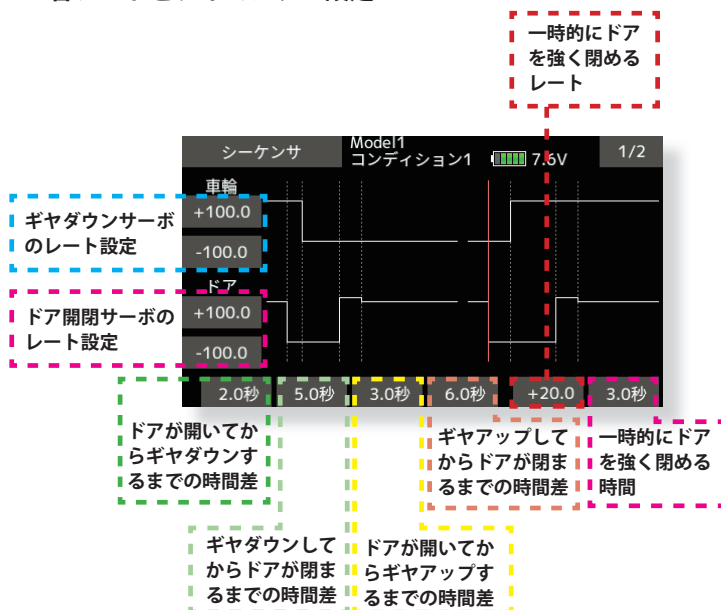 一時的にドア
を強く閉める
レート
シーケンサ
Model1
コンディション1
7.6V
1/2
車輪
+100.0
-100.0
ギヤダウンサーボ
のレート設定
ドア
+100.0
-100.0
ドア開閉サーボの
レート設定
2.0秒
5.0秒
3.0秒
6.0秒
+20.0
3.0秒
ドアが開いてか
らギヤダウンす
るまでの時間差
ギヤアップして
からドアが閉ま
るまでの時間差
一時的にドア
を強く閉める
時間
ギヤダウンして
からドアが閉ま
るまでの時間差
ドアが開いてか
らギヤアップす
るまでの時間差